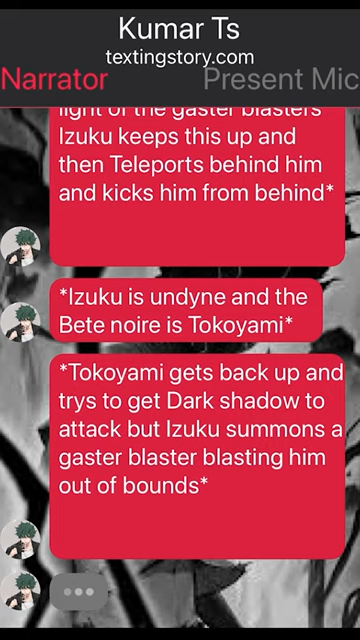 Kumar Ts
textingstory.com
Narrator Present Mic
light of the gaster blasters
Izuku keeps this up and
then Teleports behind him
and kicks him from behind*
*Izuku is undyne and the
Bete noire is Tokoyami*
*Tokoyami gets back up and
trys to get Dark shadow to
attack but Izuku summons a
gaster blaster blasting him
out of bounds*